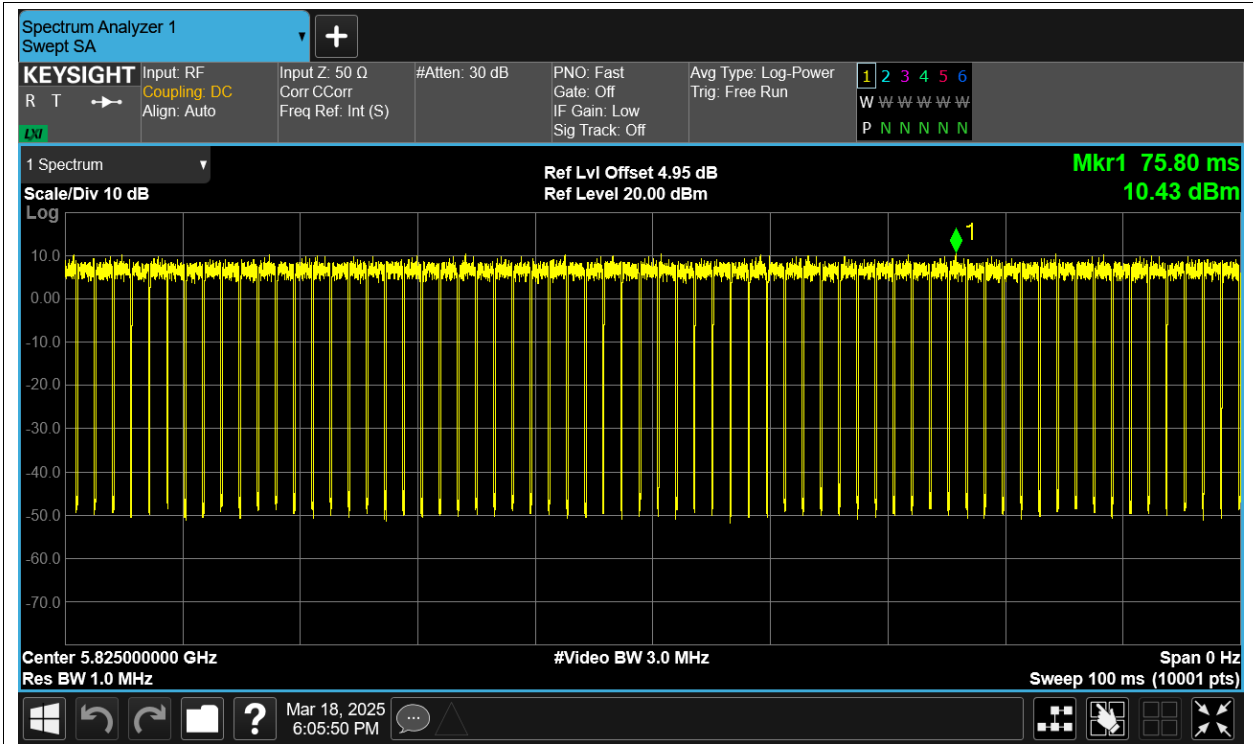 Spectrum Analyzer 1
Swept SA
KEYSIGHT
R T
LXI
Input: RF
Coupling: DC
Align: Auto
Input Z: 50 Ω
Corr CCorr
Freq Ref: Int (S)
#Atten: 30 dB
PNO: Fast
Gate: Off
IF Gain: Low
Sig Track: Off
Avg Type: Log-Power
Trig: Free Run
1 2 3 4 5 6
W W W W W W
P N N N N N
1 Spectrum
Scale/Div 10 dB
Log
Ref Lvl Offset 4.95 dB
Ref Level 20.00 dBm
Mkr1 75.80 ms
10.43 dBm
1
10.0
0.00
-10.0
-20.0
-30.0
-40.0
-50.0
-60.0
-70.0
Center 5.825000000 GHz
Res BW 1.0 MHz
#Video BW 3.0 MHz
Span 0 Hz
Sweep 100 ms (10001 pts)
?
Mar 18, 2025
6:05:50 PM